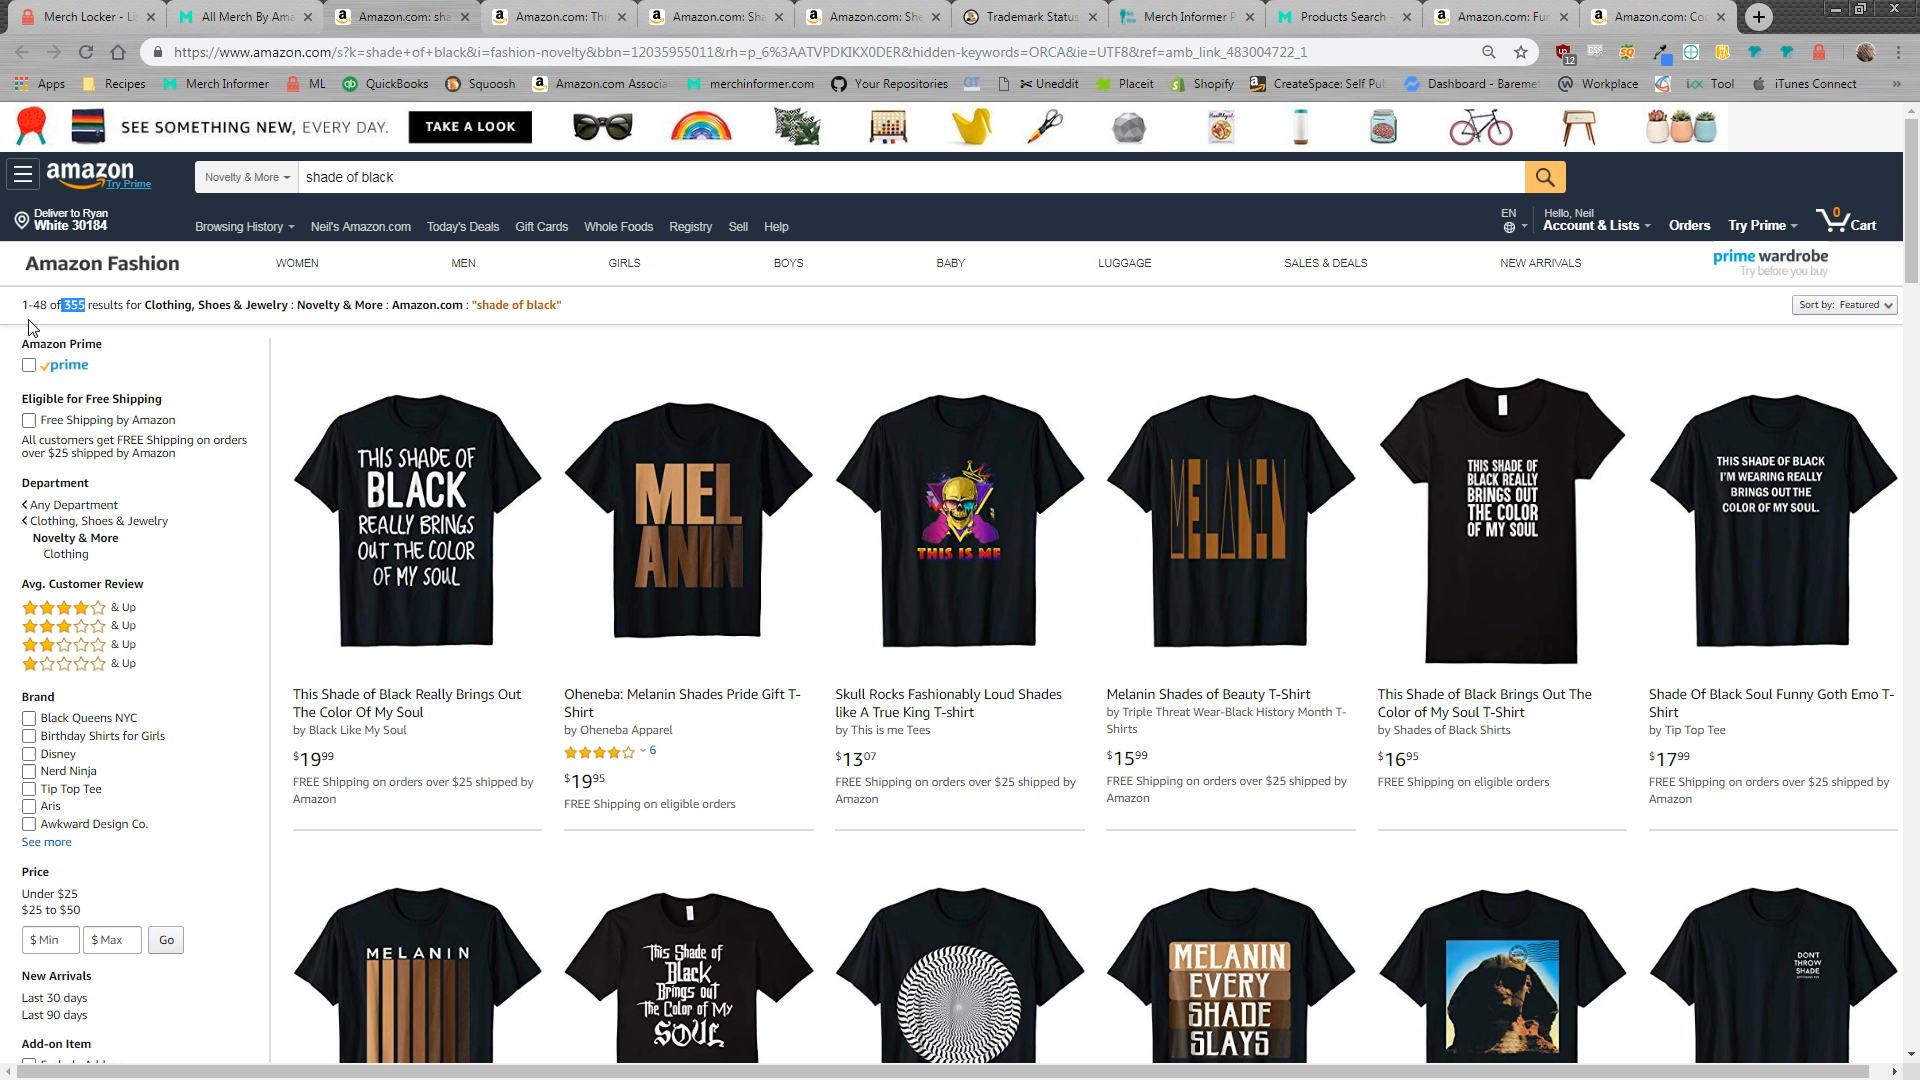 Merch Locker - Li
All Merch By Ama
Amazon.com: sha
Amazon.com: Thi
Amazon.com: Sha
Amazon.com: She
Trademark Status
Merch Informer P
Products Search
Amazon.com: Fun
Amazon.com: Co
https://www.amazon.com/s?k=shade+of+black&i=fashion-novelty&bbn=12035955011&rh=p_6%3AATVPDKIKX0DER&hidden-keywords=ORCA&ie=UTF8&ref=amb_link_483004722_1
12
Apps
Recipes
Merch Informer
ML
QuickBooks
Squoosh
Amazon.com Associa
merchinformer.com
Your Repositories
GT
Uneddit
Placeit
Shopify
CreateSpace: Self Pub
Dashboard - Baremet
Workplace
Tool
iTunes Connect
SEE SOMETHING NEW, EVERY DAY.
TAKE A LOOK
amazon
Try Prime
Novelty & More
shade of black
Deliver to Ryan
White 30184
Browsing History
Neil's Amazon.com
Today's Deals
Gift Cards
Whole Foods
Registry
Sell
Help
EN
Hello, Neil
Account & Lists
Orders
Try Prime
0
Cart
Amazon Fashion
WOMEN
MEN
GIRLS
BOYS
BABY
LUGGAGE
SALES & DEALS
NEW ARRIVALS
prime wardrobe
Try before you buy
1-48 of 355 results for Clothing, Shoes & Jewelry : Novelty & More : Amazon.com : "shade of black"
Sort by: Featured
Amazon Prime
prime
Eligible for Free Shipping
Free Shipping by Amazon
All customers get FREE Shipping on orders
over $25 shipped by Amazon
Department
Any Department
Clothing, Shoes & Jewelry
Novelty & More
Clothing
Avg. Customer Review
& Up
& Up
& Up
& Up
Brand
Black Queens NYC
Birthday Shirts for Girls
Disney
Nerd Ninja
Tip Top Tee
Aris
Awkward Design Co.
See more
Price
Under $25
$25 to $50
$ Min
$ Max
Go
New Arrivals
Last 30 days
Last 90 days
Add-on Item
THIS SHADE OF
BLACK
REALLY BRINGS
OUT THE COLOR
OF MY SOUL
This Shade of Black Really Brings Out
The Color Of My Soul
by Black Like My Soul
$19.99
FREE Shipping on orders over $25 shipped by
Amazon
MEL
ANIN
Oheneba: Melanin Shades Pride Gift T-
Shirt
by Oheneba Apparel
6
$19.95
FREE Shipping on eligible orders
THIS IS ME
Skull Rocks Fashionably Loud Shades
like A True King T-shirt
by This is me Tees
$13.07
FREE Shipping on orders over $25 shipped by
Amazon
MELANIN
Melanin Shades of Beauty T-Shirt
by Triple Threat Wear-Black History Month T-
Shirts
$15.99
FREE Shipping on orders over $25 shipped by
Amazon
THIS SHADE OF
BLACK REALLY
BRINGS OUT
THE COLOR
OF MY SOUL
This Shade of Black Brings Out The
Color of My Soul T-Shirt
by Shades of Black Shirts
$16.95
FREE Shipping on eligible orders
THIS SHADE OF BLACK
I'M WEARING REALLY
BRINGS OUT THE
COLOR OF MY SOUL.
Shade Of Black Soul Funny Goth Emo T-
Shirt
by Tip Top Tee
$17.99
FREE Shipping on orders over $25 shipped by
Amazon
MELANIN
This Shade of
Black
Brings out
The Color of My
SOUL
MELANIN
EVERY
SHADE
SLAYS
DON'T
THROW
SHADE